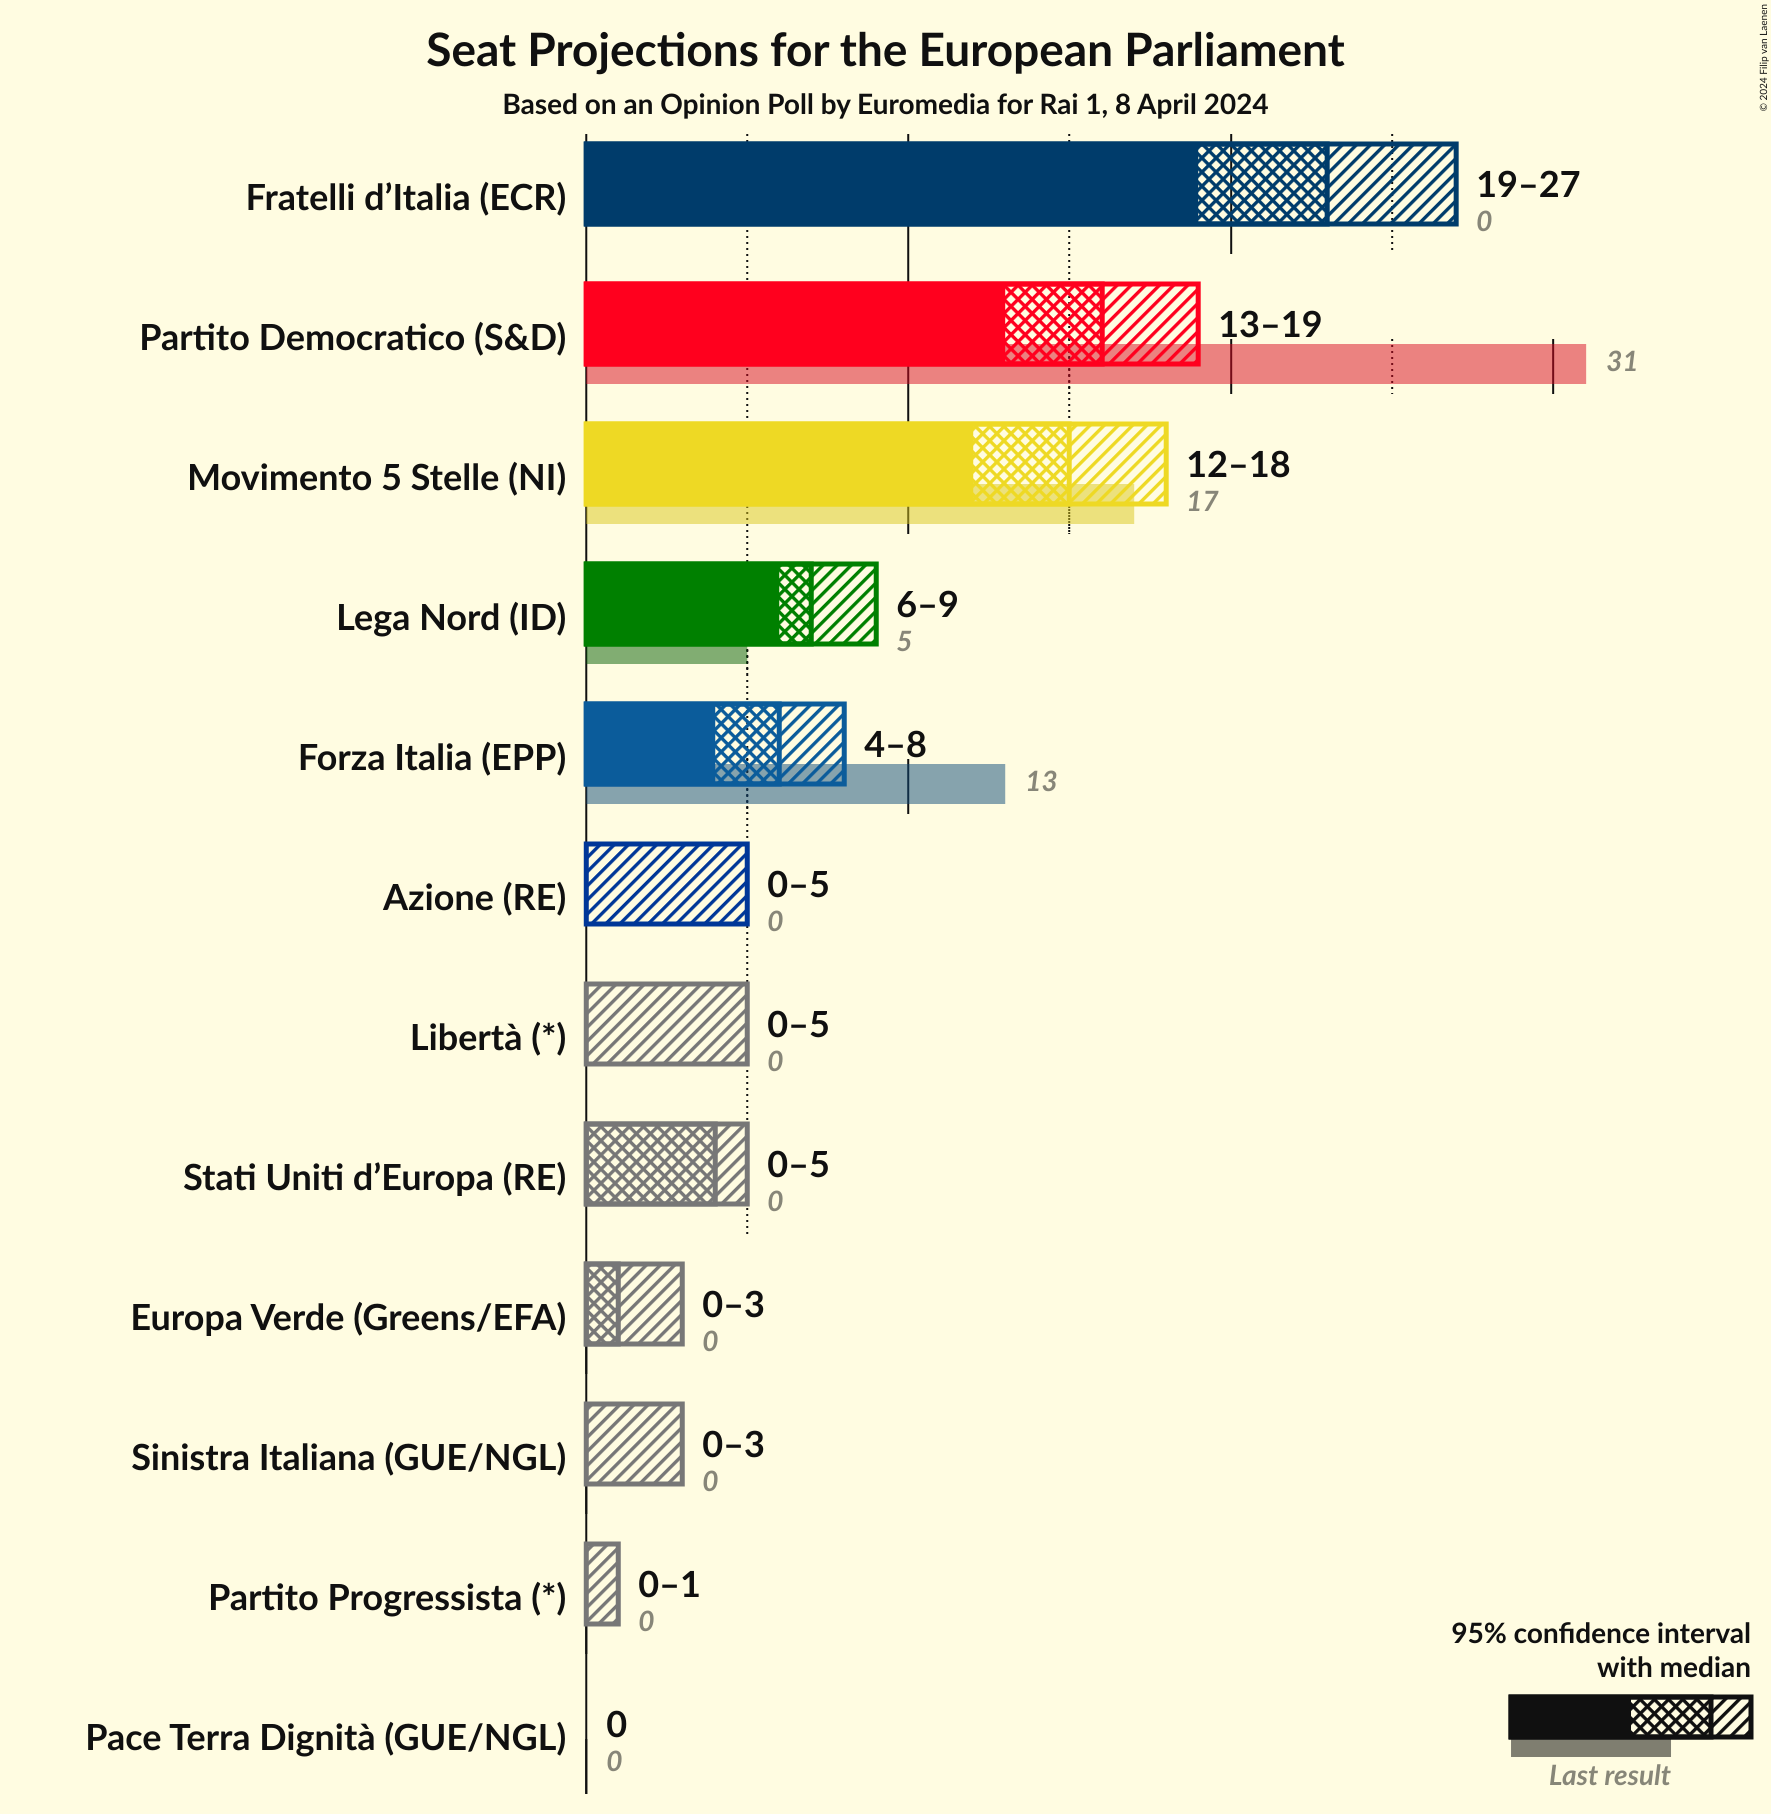 Seat Projections for the European Parliament
Based on an Opinion Poll by Euromedia for Rai 1, 8 April 2024
© 2024 Filip van Laenen
Fratelli d’Italia (ECR)
19–27
0
Partito Democratico (S&D)
13–19
31
Movimento 5 Stelle (NI)
12–18
17
Lega Nord (ID)
6–9
5
Forza Italia (EPP)
4–8
13
Azione (RE)
0–5
0
Libertà (*)
0–5
0
Stati Uniti d’Europa (RE)
0–5
0
Europa Verde (Greens/EFA)
0–3
0
Sinistra Italiana (GUE/NGL)
0–3
0
Partito Progressista (*)
0–1
0
Pace Terra Dignità (GUE/NGL)
0
0
95% confidence interval
with median
Last result